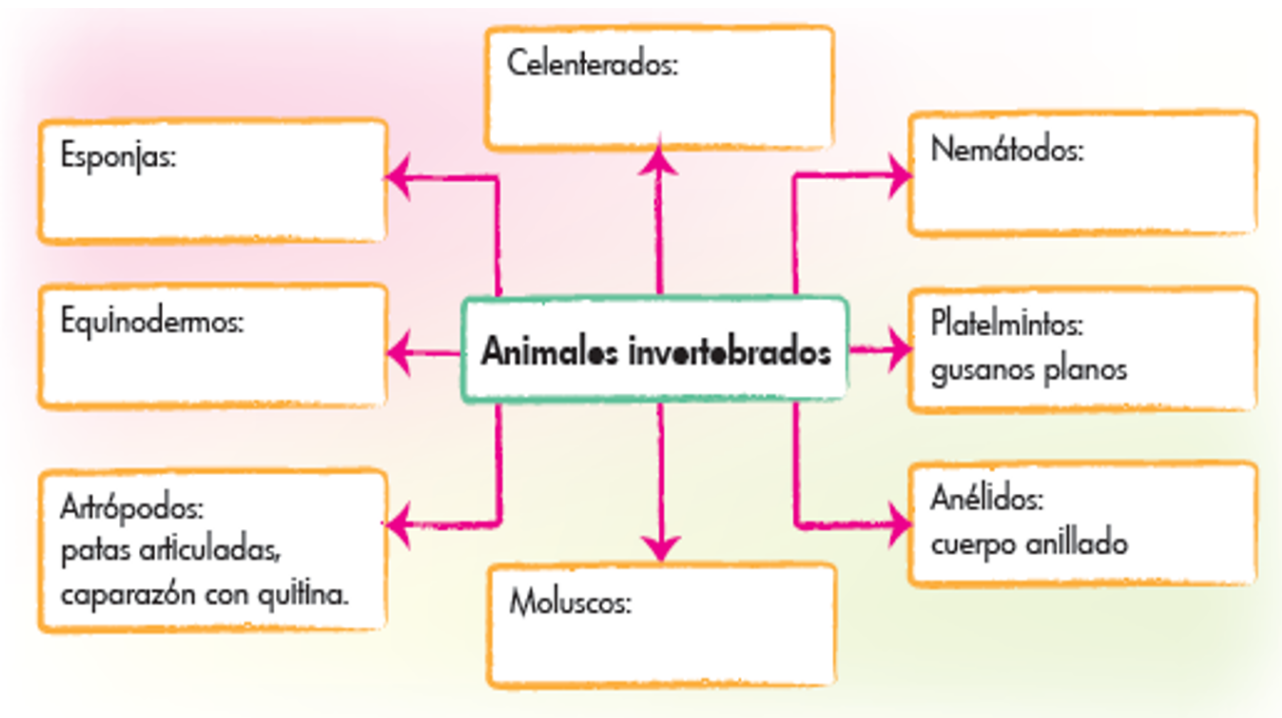 Celenterados:
Esponjas:
Nemátodos:
Equinodermos:
Animales invertebrados
Platelmintos:
gusanos planos
Artrópodos:
patas articuladas,
caparazón con quitina.
Anélidos:
cuerpo anillado
Moluscos: